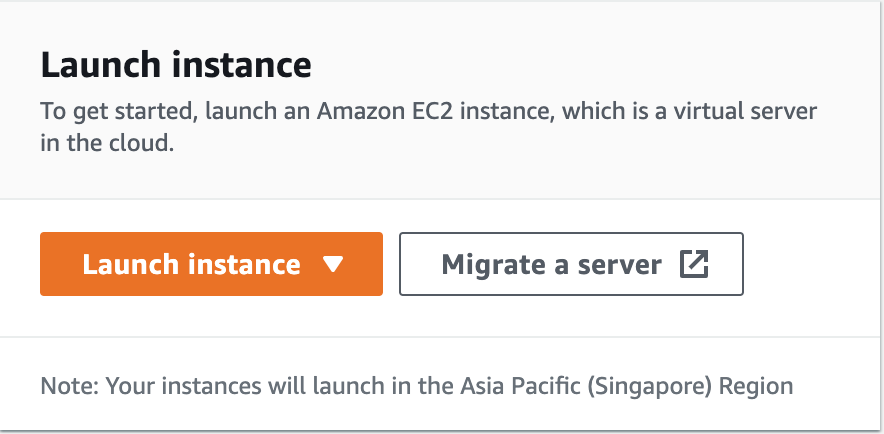 Launch instance
To get started, launch an Amazon EC2 instance, which is a virtual server
in the cloud.
Launch instance
Migrate a server
Note: Your instances will launch in the Asia Pacific (Singapore) Region